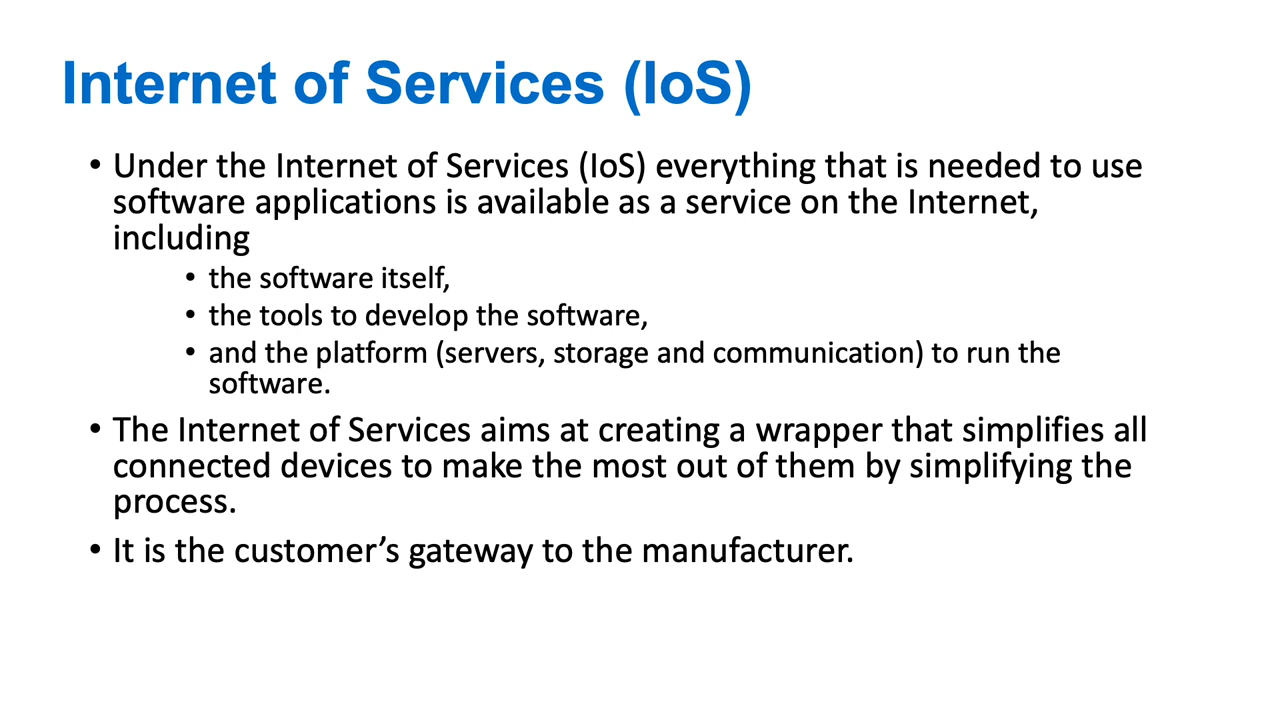 Internet of Services (IoS)
• Under the Internet of Services (IoS) everything that is needed to use
software applications is available as a service on the Internet,
including
• the software itself,
• the tools to develop the software,
• and the platform (servers, storage and communication) to run the
software.
• The Internet of Services aims at creating a wrapper that simplifies all
connected devices to make the most out of them by simplifying the
process.
• It is the customer’s gateway to the manufacturer.